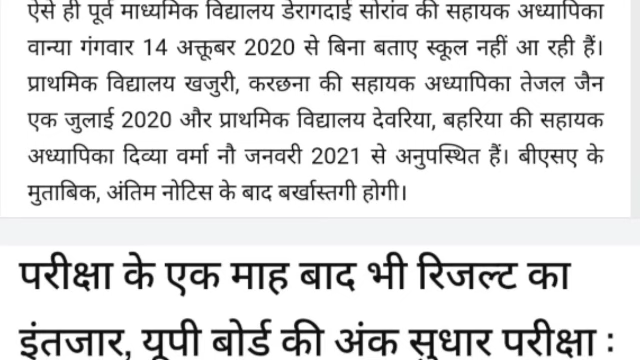 ऐसे ही पूर्व माध्यमिक विद्यालय डेरागदाई सोरांव की सहायक अध्यापिका
वान्या गंगवार 14 अक्तूबर 2020 से बिना बताए स्कूल नहीं आ रही हैं।
प्राथमिक विद्यालय खजुरी, करछना की सहायक अध्यापिका तेजल जैन
एक जुलाई 2020 और प्राथमिक विद्यालय देवरिया, बहरिया की सहायक
अध्यापिका दिव्या वर्मा नौ जनवरी 2021 से अनुपस्थित हैं। बीएसए के
मुताबिक, अंतिम नोटिस के बाद बर्खास्तगी होगी।
परीक्षा के एक माह बाद भी रिजल्ट का
इंतजार, यूपी बोर्ड की अंक सुधार परीक्षा :